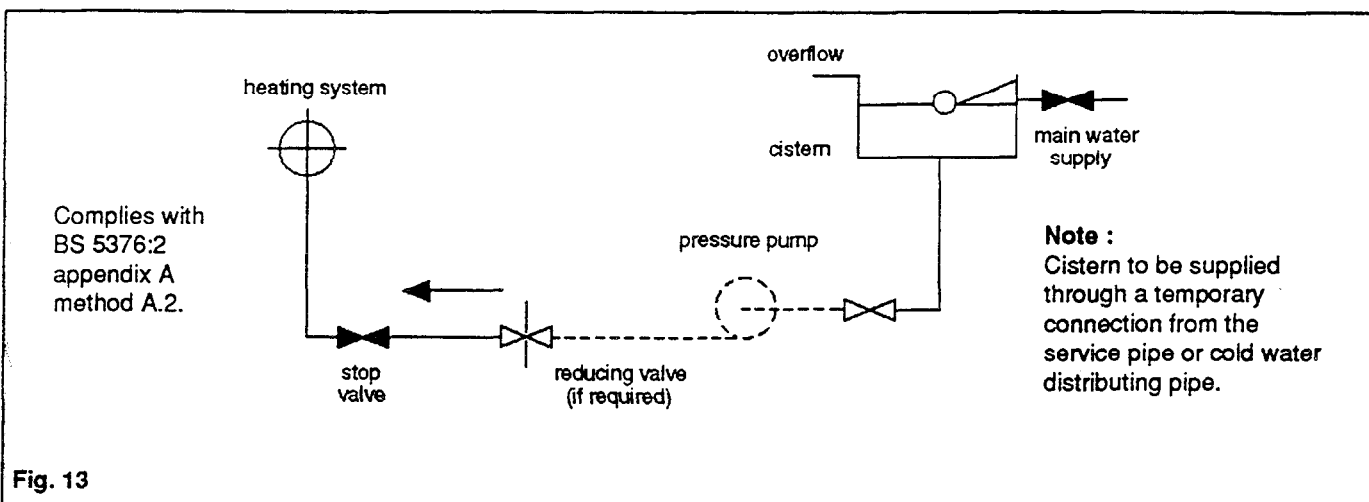 overflow
heating system
main water
supply
cistern
Complies with
BS 5376:2
appendix A
method A.2.
pressure pump
Note :
Cistern to be supplied
through a temporary
connection from the
service pipe or cold water
distributing pipe.
stop
valve
reducing valve
(if required)
Fig. 13